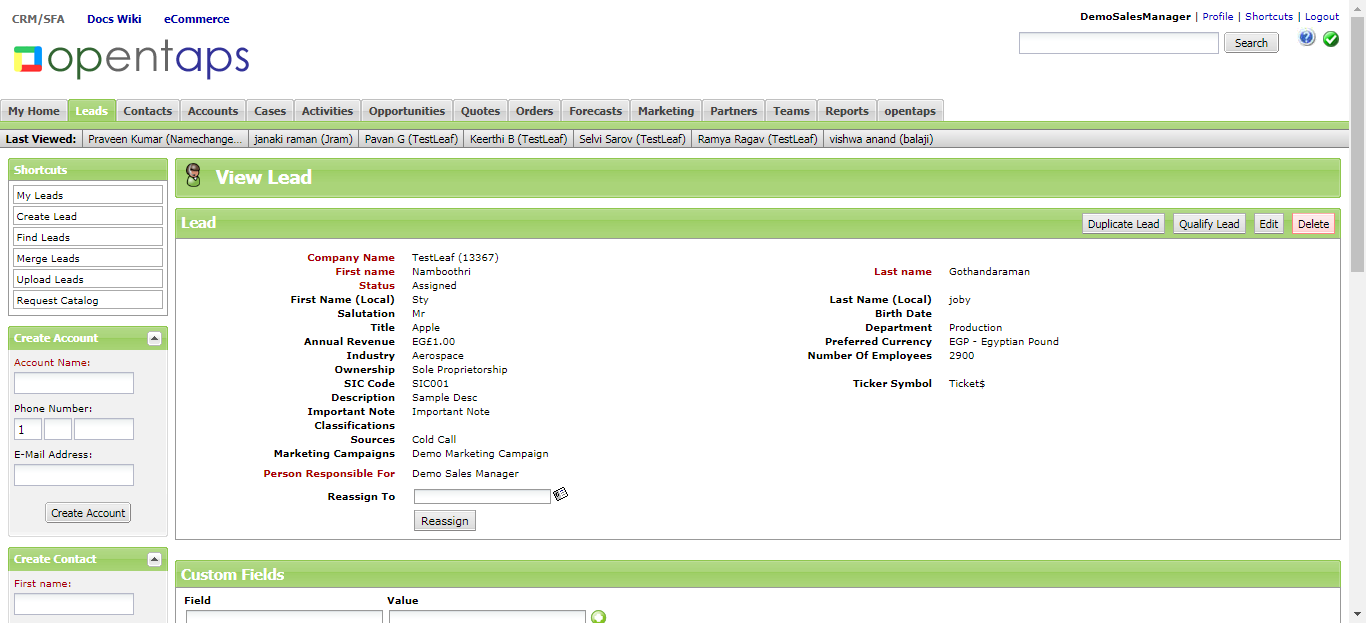 CRM/SFA Docs Wiki eCommerce
DemoSalesManager | Profile | Shortcuts | Logout
opentaps
Search
My Home Leads Contacts Accounts Cases Activities Opportunities Quotes Orders Forecasts Marketing Partners Teams Reports opentaps
Last Viewed: Praveen Kumar (Namechange... janaki raman (Jram) Pavan G (TestLeaf) Keerthi B (TestLeaf) Selvi Sarov (TestLeaf) Ramya Ragav (TestLeaf) vishwa anand (balaji)
Shortcuts
My Leads
Create Lead
Find Leads
Merge Leads
Upload Leads
Request Catalog
Create Account
Account Name:
Phone Number:
1
E-Mail Address:
Create Account
Create Contact
First name:
View Lead
Lead Duplicate Lead Qualify Lead Edit Delete
Company Name TestLeaf (13367)
First name Namboothri Last name Gothandaraman
Status Assigned
First Name (Local) Sty Last Name (Local) joby
Salutation Mr Birth Date
Title Apple Department Production
Annual Revenue EG£1.00 Preferred Currency EGP - Egyptian Pound
Industry Aerospace Number Of Employees 2900
Ownership Sole Proprietorship
SIC Code SIC001 Ticker Symbol Ticket$
Description Sample Desc
Important Note Important Note
Classifications
Sources Cold Call
Marketing Campaigns Demo Marketing Campaign
Person Responsible For Demo Sales Manager
Reassign To
Reassign
Custom Fields
Field Value